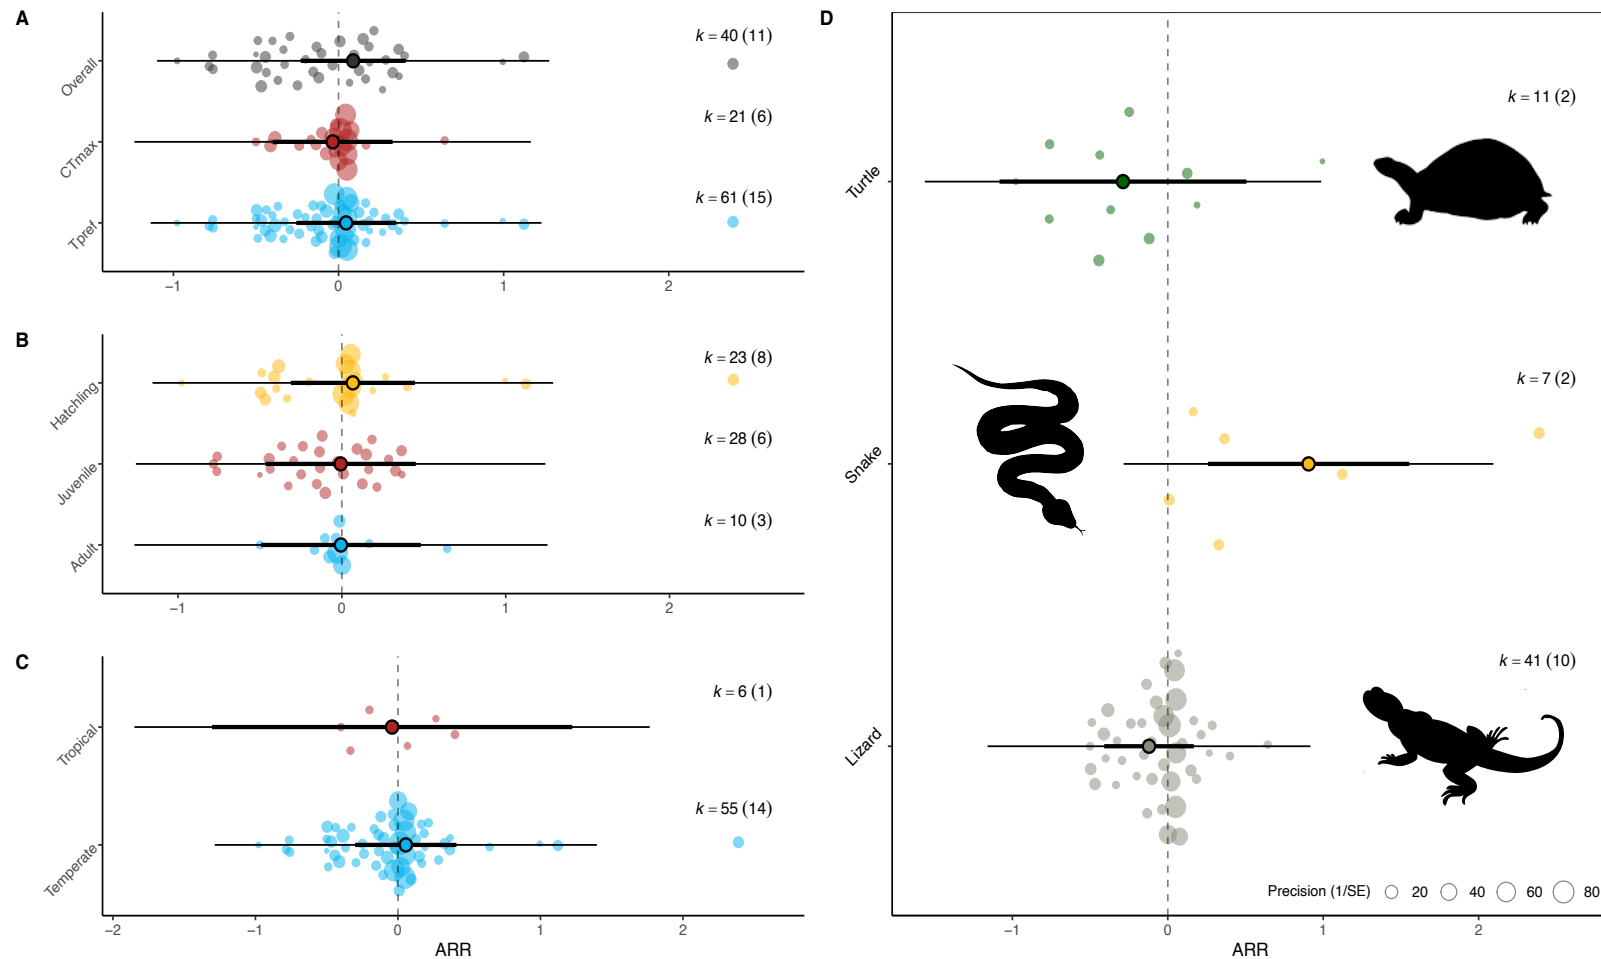 A
Overall
k = 40 (11)
CTmax
k = 21 (6)
Tpref
k = 61 (15)
−1 0 1 2
B
Hatchling
k = 23 (8)
Juvenile
k = 28 (6)
Adult
k = 10 (3)
−1 0 1 2
C
Tropical
k = 6 (1)
Temperate
k = 55 (14)
−2 −1 0 1 2
ARR
D
k = 11 (2)
Turtle
k = 7 (2)
Snake
k = 41 (10)
Lizard
Precision (1/SE) 20 40 60 80
−1 0 1 2
ARR